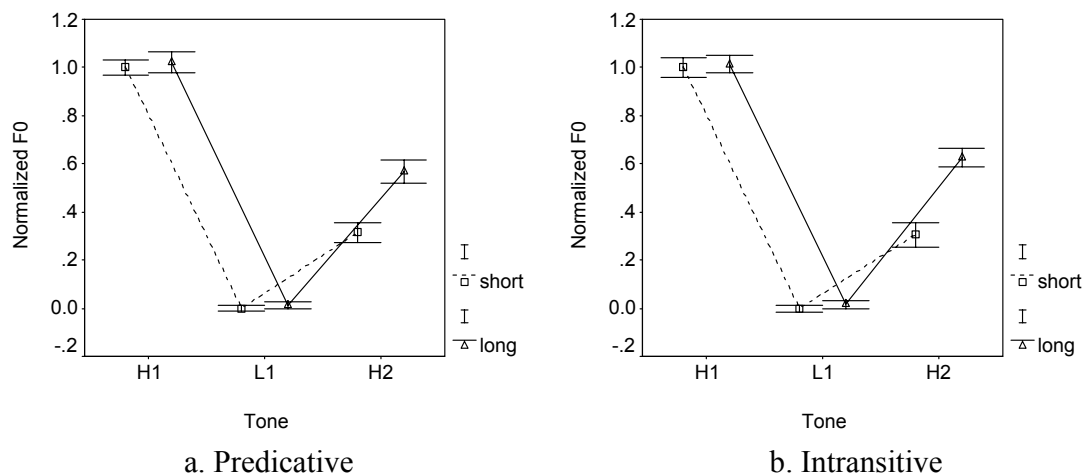 1.2
1.0
.8
.6
.4
.2
0.0
-.2
Normalized F0
H1 L1 H2
Tone
short
long
a. Predicative
1.2
1.0
.8
.6
.4
.2
0.0
-.2
Normalized F0
H1 L1 H2
Tone
short
long
b. Intransitive